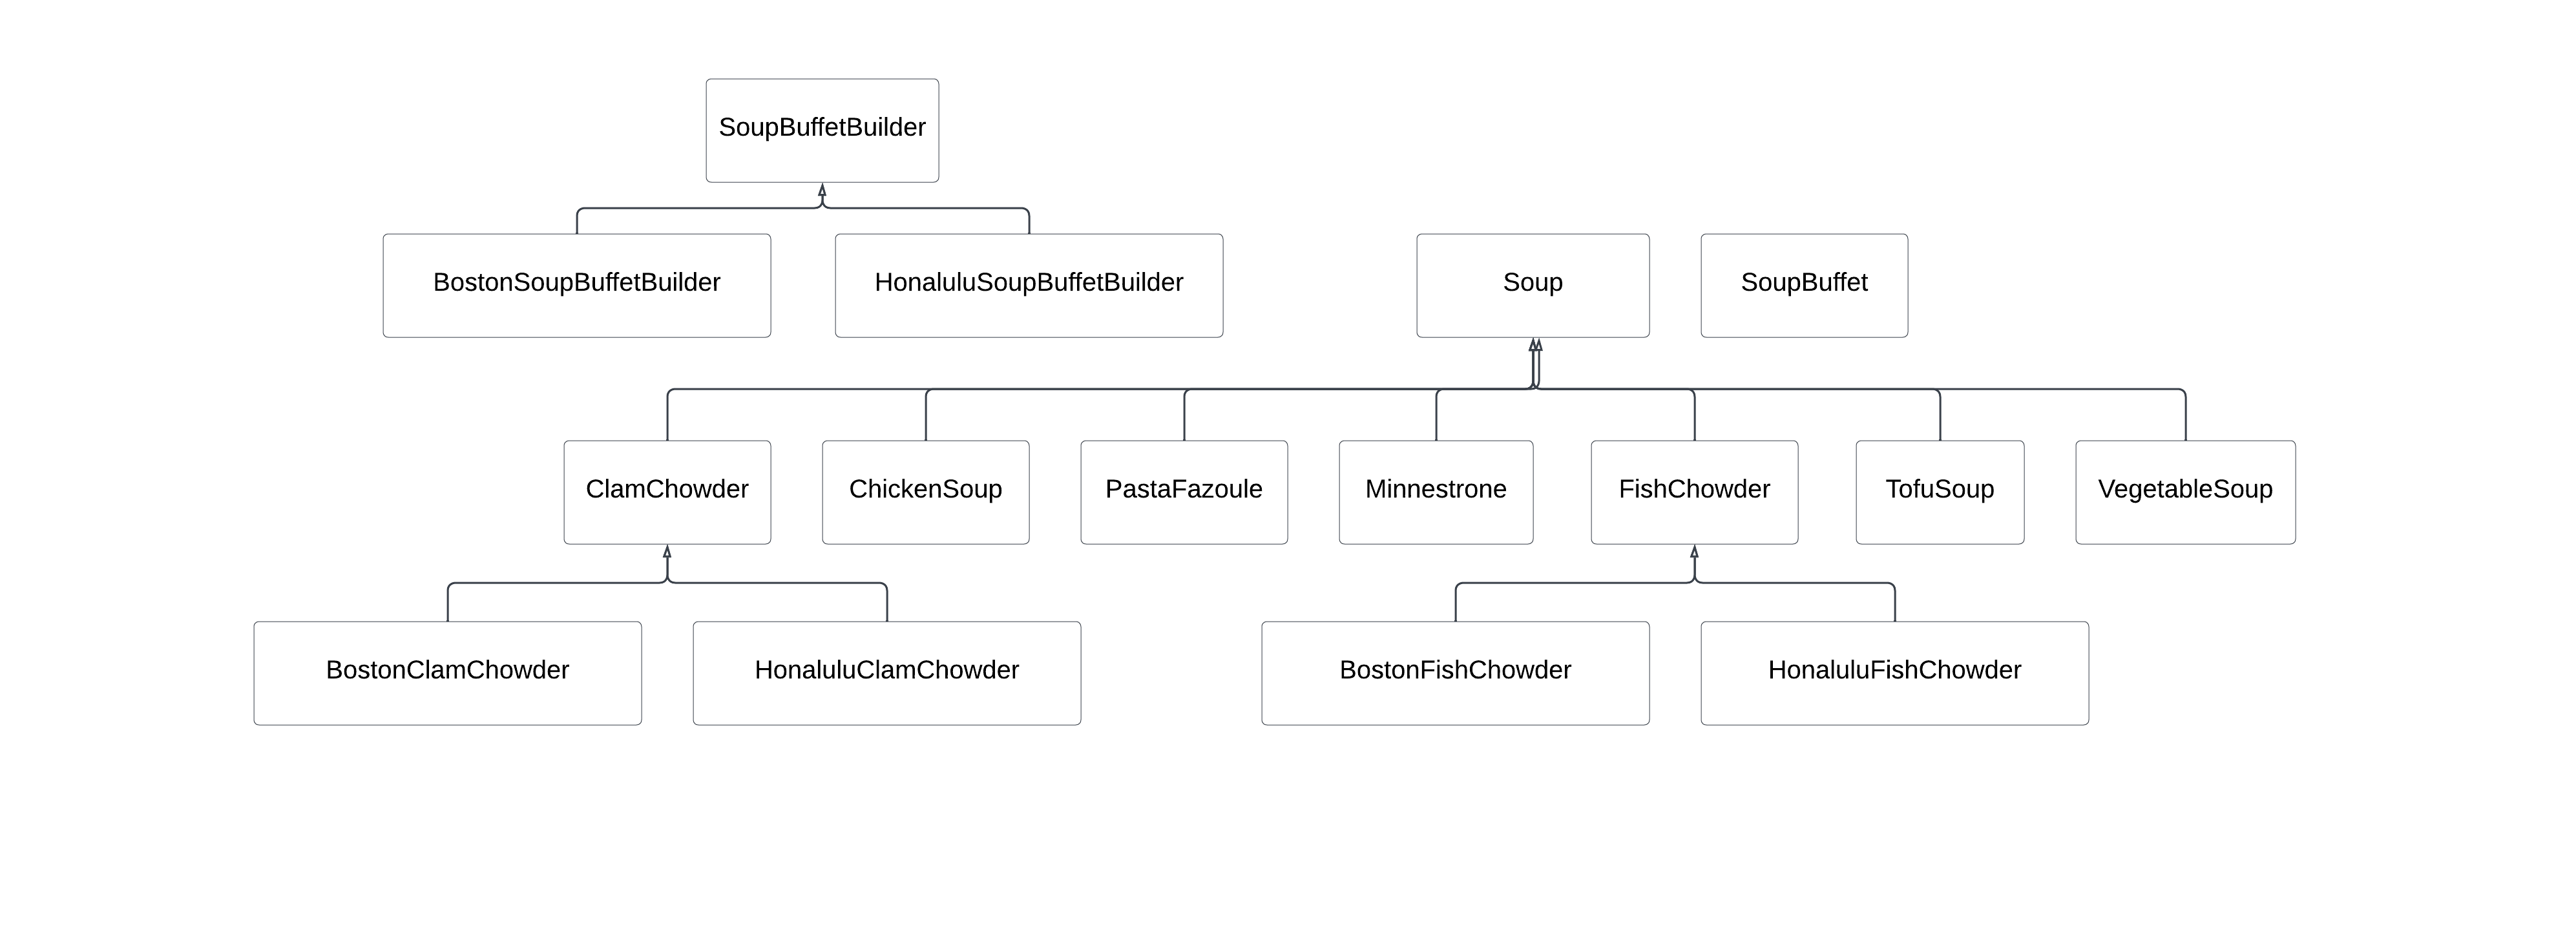 SoupBuffetBuilder
BostonSoupBuffetBuilder
HonaluluSoupBuffetBuilder
Soup
SoupBuffet
ClamChowder
ChickenSoup
PastaFazoule
Minnestrone
FishChowder
TofuSoup
VegetableSoup
BostonClamChowder
HonaluluClamChowder
BostonFishChowder
HonaluluFishChowder